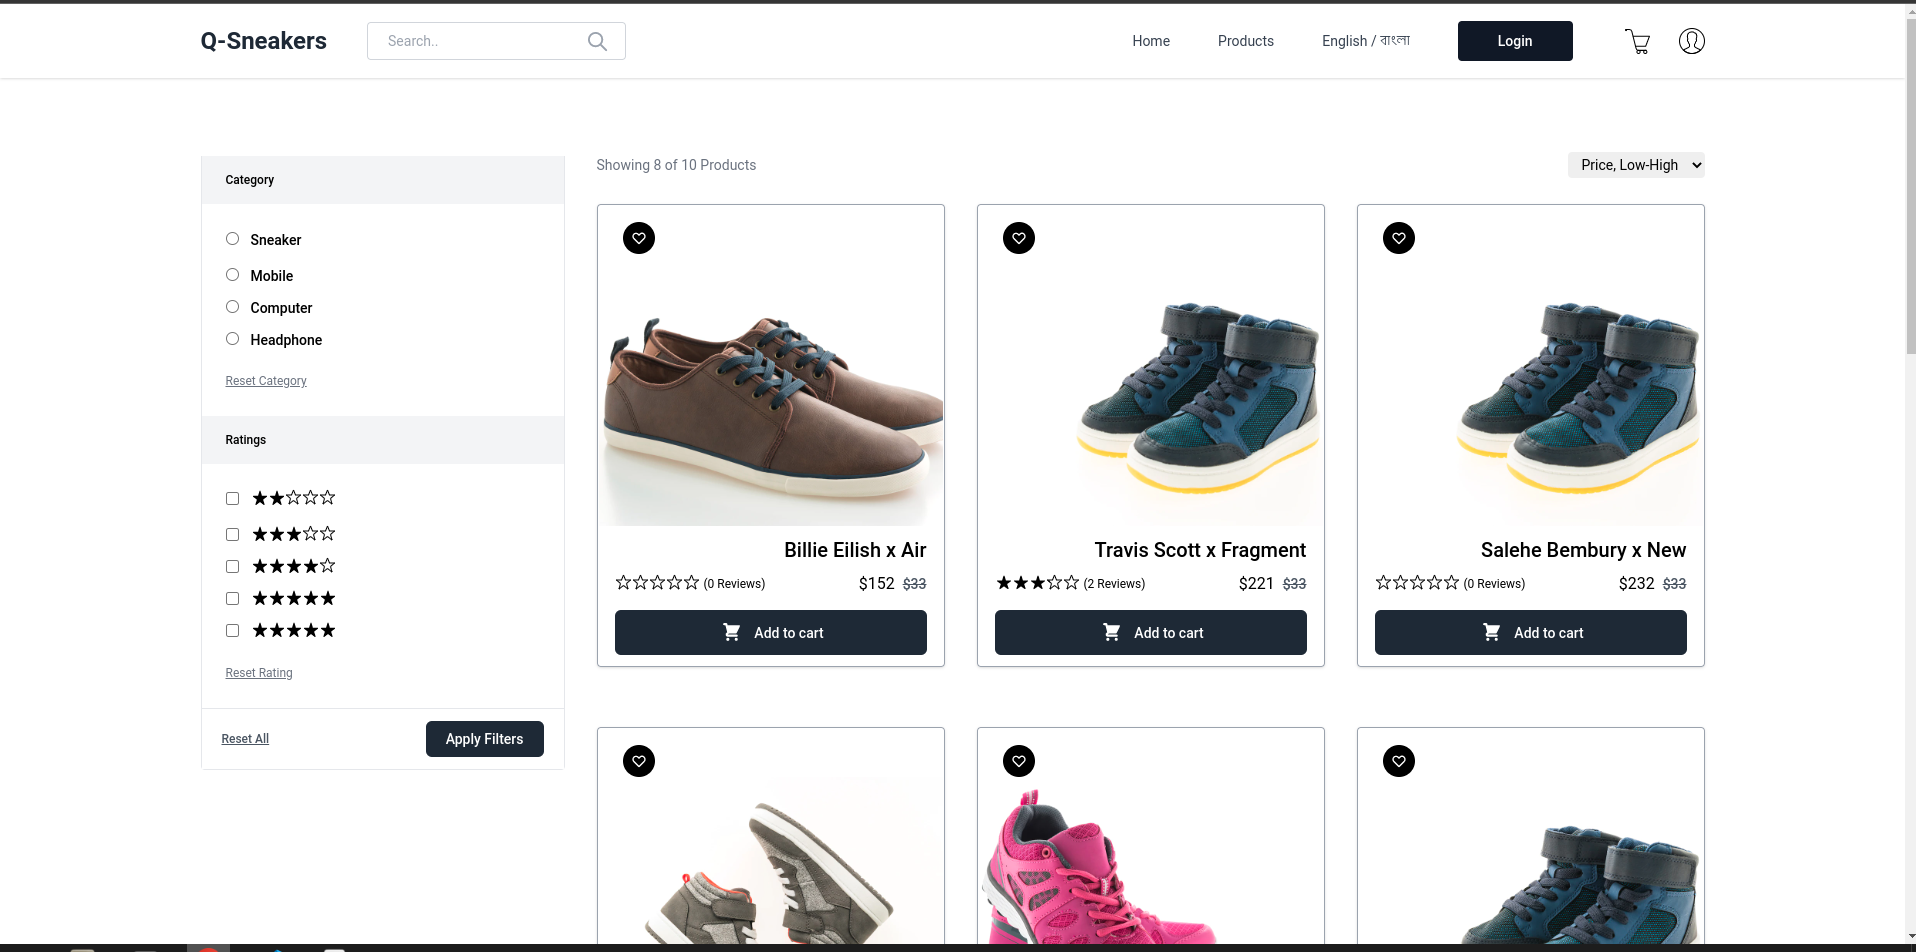 Q-Sneakers
Search..
Home
Products
English / বাংলা
Login
Category
Sneaker
Mobile
Computer
Headphone
Reset Category
Ratings
Reset Rating
Reset All
Apply Filters
Showing 8 of 10 Products
Price, Low-High
Billie Eilish x Air
(0 Reviews) $152 $33
Add to cart
Travis Scott x Fragment
(2 Reviews) $221 $33
Add to cart
Salehe Bembury x New
(0 Reviews) $232 $33
Add to cart